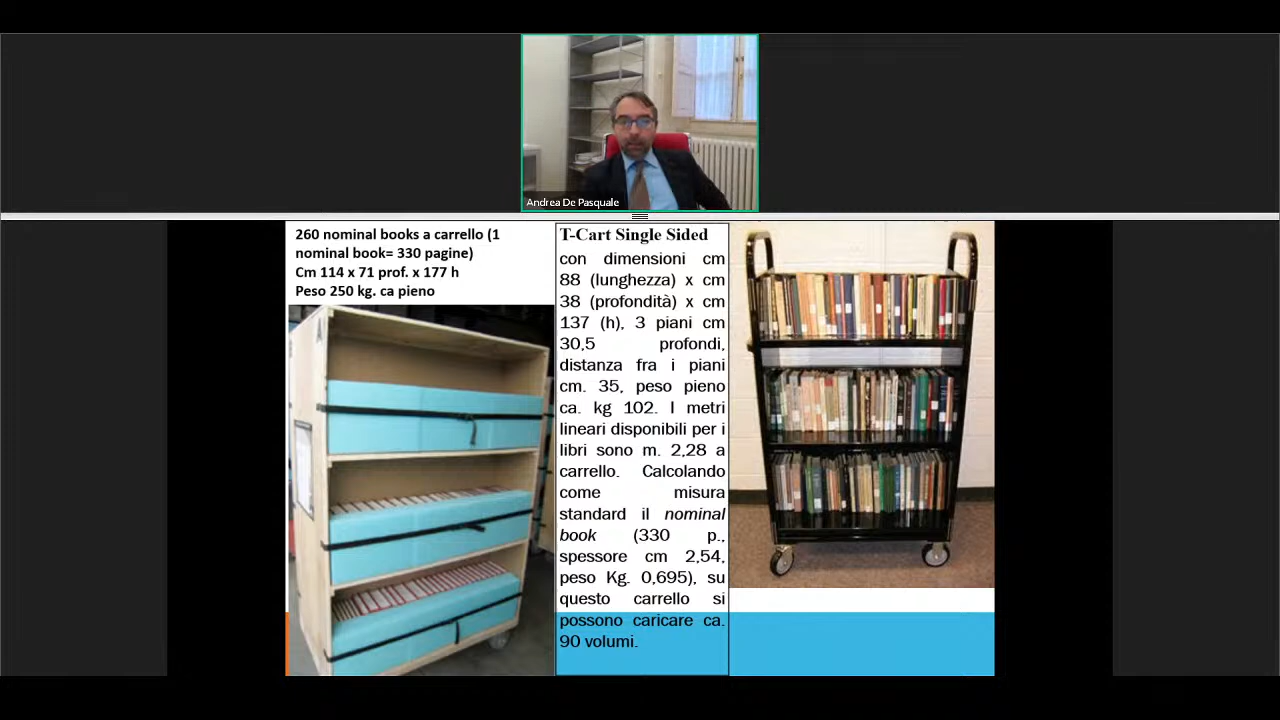 Andrea De Pasquale
260 nominal books a carrello (1
nominal book= 330 pagine)
Cm 114 x 71 prof. x 177 h
Peso 250 kg. ca pieno
T-Cart Single Sided
con dimensioni cm
88 (lunghezza) x cm
38 (profondità) x cm
137 (h), 3 piani cm
30,5 profondi,
distanza fra i piani
cm. 35, peso pieno
ca. kg 102. I metri
lineari disponibili per i
libri sono m. 2,28 a
carrello. Calcolando
come misura
standard il nominal
book (330 p.,
spessore cm 2,54,
peso Kg. 0,695), su
questo carrello si
possono caricare ca.
90 volumi.